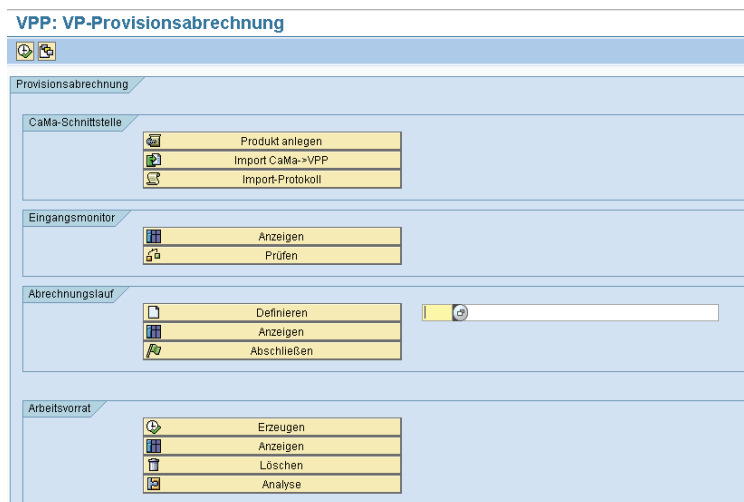 VPP: VP-Provisionsabrechnung
Provisionsabrechnung
CaMa-Schnittstelle
Produkt anlegen
Import CaMa->VPP
Import-Protokoll
Eingangsmonitor
Anzeigen
Prüfen
Abrechnungslauf
Definieren
Anzeigen
Abschließen
Arbeitsvorrat
Erzeugen
Anzeigen
Löschen
Analyse